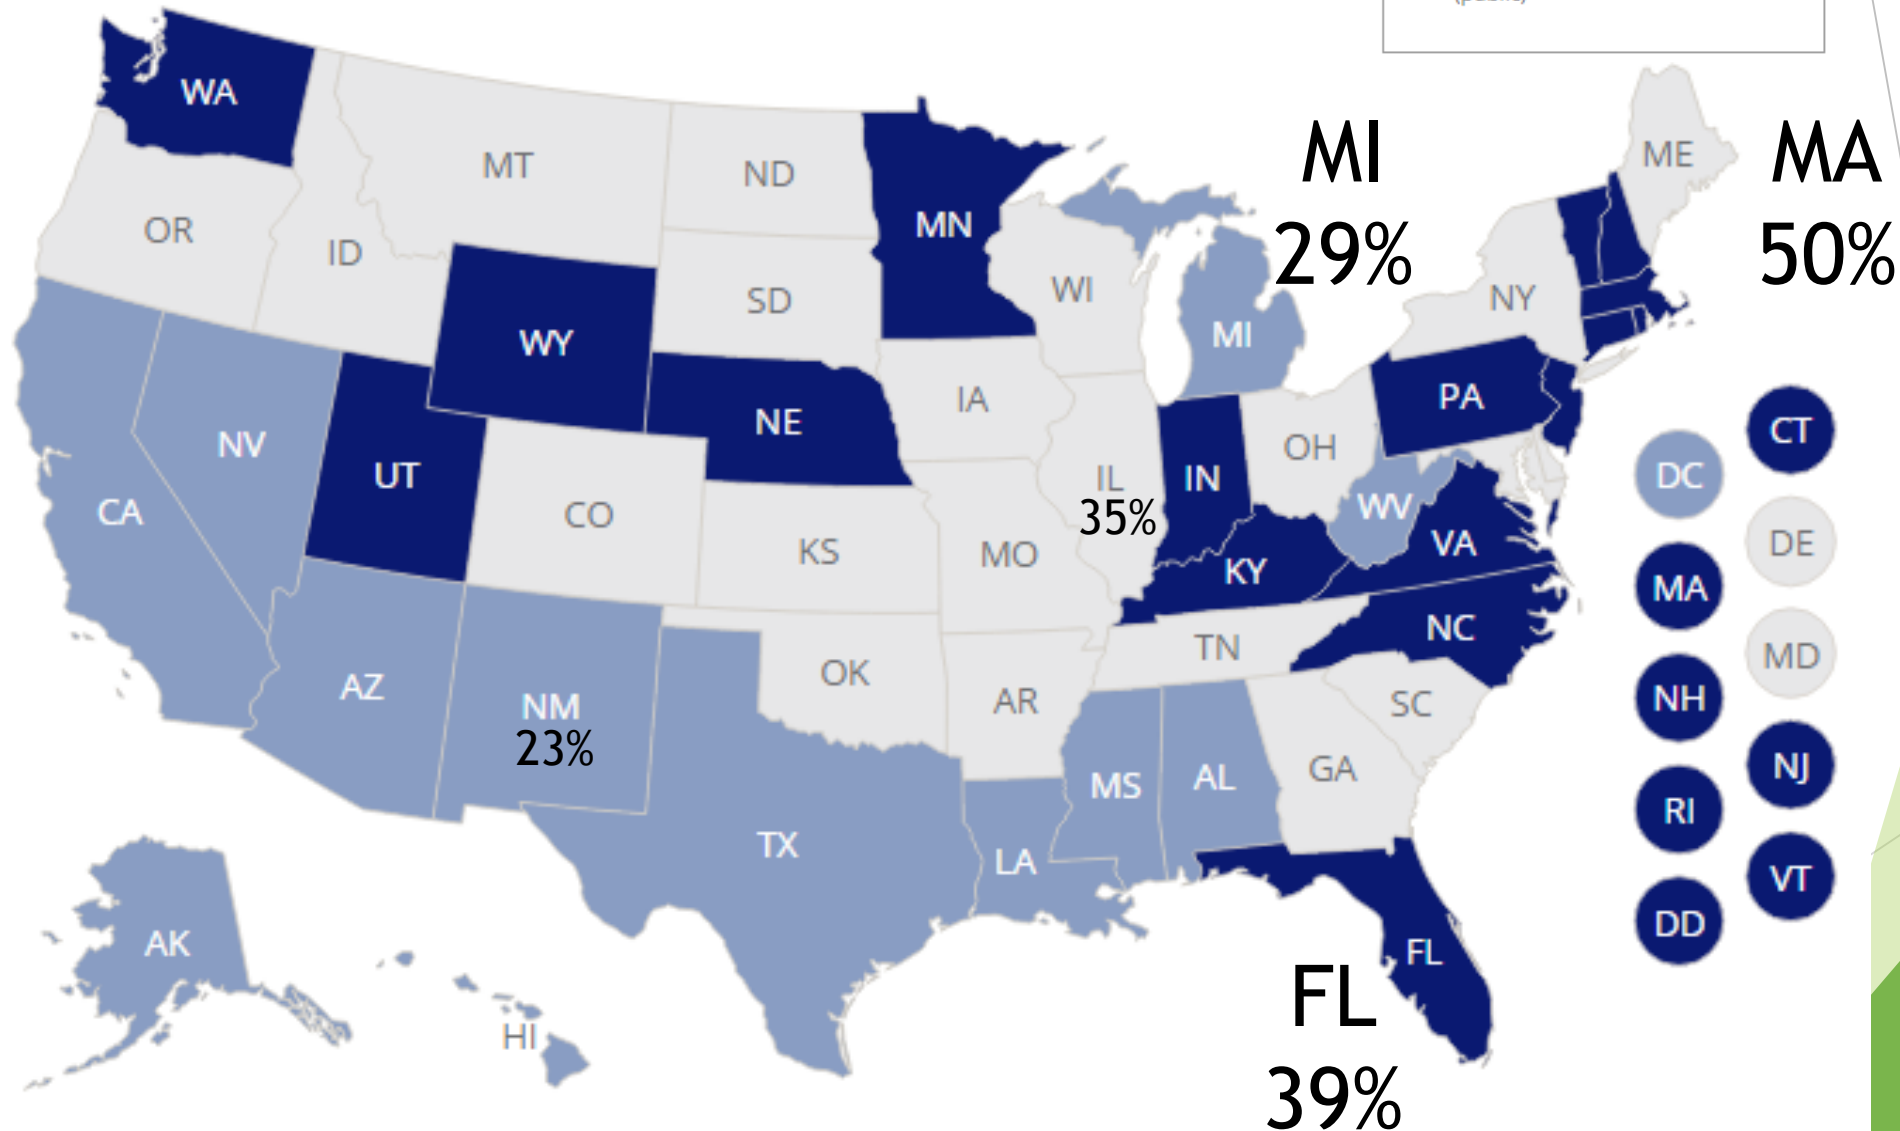 (public)
WA
MT
ND
MN
MI
29%
ME
MA
50%
OR
ID
SD
WI
NY
WY
MI
IA
NE
PA
CT
NV
UT
OH
DC
CA
CO
IL
35%
IN
WV
VA
DE
KS
MO
KY
MA
NC
TN
MD
AZ
OK
NM
23%
AR
SC
NH
GA
NJ
MS
AL
RI
TX
LA
VT
DD
AK
FL
HI
FL
39%